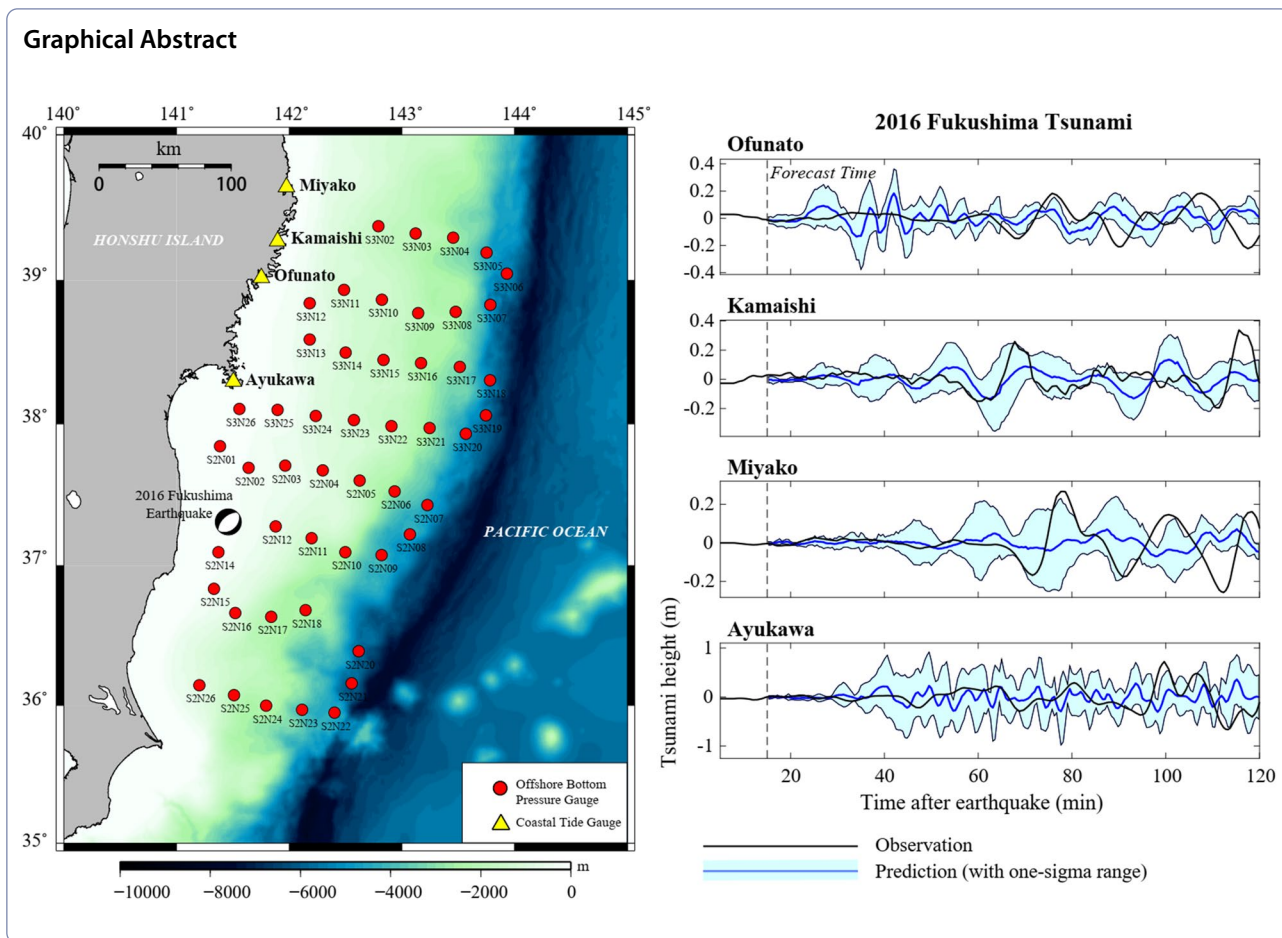 Graphical Abstract
140° 141° 142° 143° 144° 145°
40°
39°
38°
37°
36°
35°
km
0 100
Miyako
HONSHU ISLAND
Kamaishi
Ofunato
Ayukawa
S3N02 S3N03 S3N04 S3N05
S3N06
S3N12 S3N11 S3N10 S3N09 S3N08 S3N07
S3N13 S3N14 S3N15 S3N16 S3N17 S3N18
S3N26 S3N25 S3N24 S3N23 S3N22 S3N21 S3N20 S3N19
S2N01 S2N02 S2N03 S2N04 S2N05 S2N06 S2N07
2016 Fukushima
Earthquake
PACIFIC OCEAN
S2N14 S2N12 S2N11 S2N10 S2N09 S2N08
S2N15 S2N16 S2N17 S2N18
S2N20
S2N26 S2N25 S2N24 S2N23 S2N22
Offshore Bottom
Pressure Gauge
Coastal Tide Gauge
m
−10000 −8000 −6000 −4000 −2000 0
2016 Fukushima Tsunami
Ofunato
Forecast Time
0.4
0.2
0
-0.2
-0.4
Kamaishi
0.4
0.2
0
-0.2
Miyako
0.2
0
-0.2
Ayukawa
1
0
-1
Tsunami height (m)
20 40 60 80 100 120
Time after earthquake (min)
Observation
Prediction (with one-sigma range)